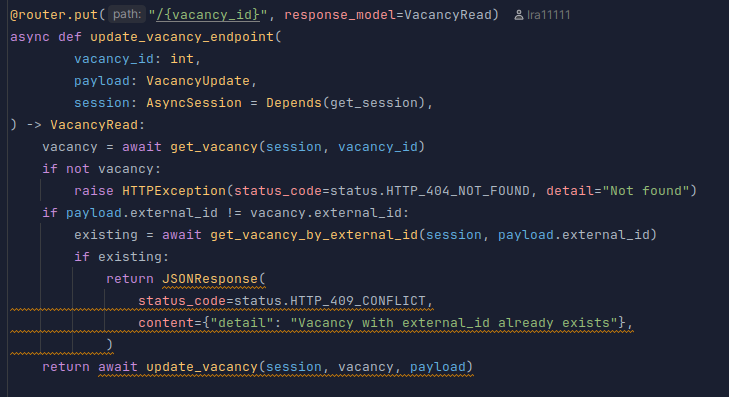 @router.put( path: "/{vacancy_id}", response_model=VacancyRead) lra11111
async def update_vacancy_endpoint(
        vacancy_id: int,
        payload: VacancyUpdate,
        session: AsyncSession = Depends(get_session),
) -> VacancyRead:
    vacancy = await get_vacancy(session, vacancy_id)
    if not vacancy:
        raise HTTPException(status_code=status.HTTP_404_NOT_FOUND, detail="Not found")
    if payload.external_id != vacancy.external_id:
        existing = await get_vacancy_by_external_id(session, payload.external_id)
        if existing:
            return JSONResponse(
                status_code=status.HTTP_409_CONFLICT,
                content={"detail": "Vacancy with external_id already exists"},
            )
    return await update_vacancy(session, vacancy, payload)